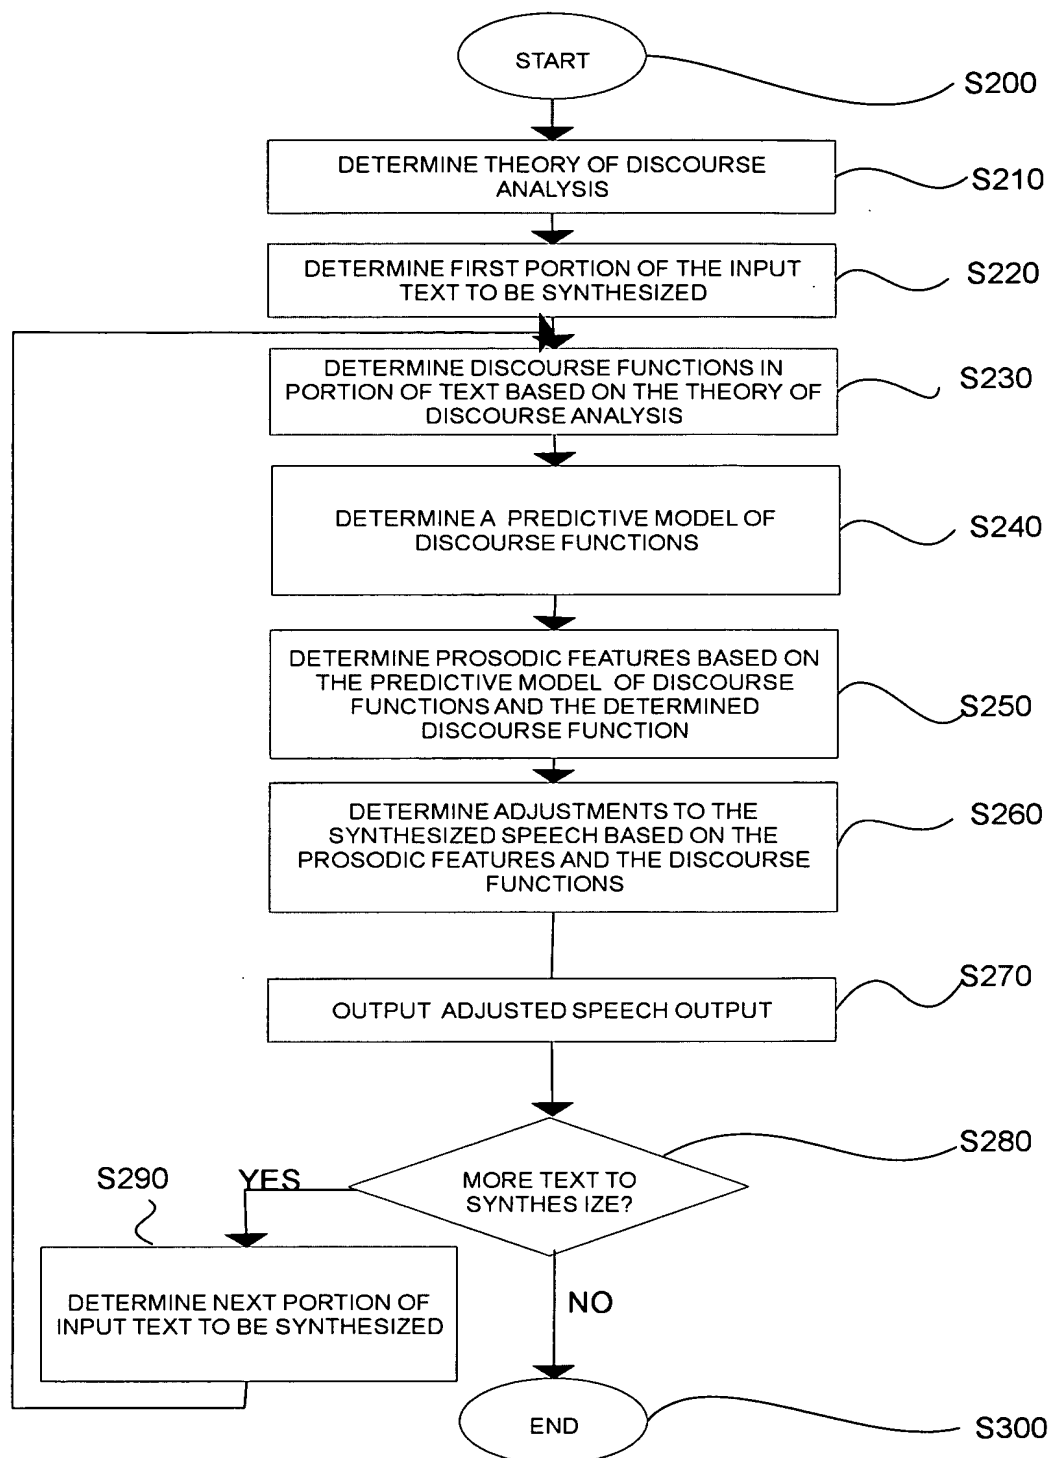 START
S200
DETERMINE THEORY OF DISCOURSE
ANALYSIS
S210
DETERMINE FIRST PORTION OF THE INPUT
TEXT TO BE SYNTHESIZED
S220
DETERMINE DISCOURSE FUNCTIONS IN
PORTION OF TEXT BASED ON THE THEORY OF
DISCOURSE ANALYSIS
S230
DETERMINE A PREDICTIVE MODEL OF
DISCOURSE FUNCTIONS
S240
DETERMINE PROSODIC FEATURES BASED ON
THE PREDICTIVE MODEL OF DISCOURSE
FUNCTIONS AND THE DETERMINED
DISCOURSE FUNCTION
S250
DETERMINE ADJUSTMENTS TO THE
SYNTHESIZED SPEECH BASED ON THE
PROSODIC FEATURES AND THE DISCOURSE
FUNCTIONS
S260
OUTPUT ADJUSTED SPEECH OUTPUT
S270
MORE TEXT TO
SYNTHES IZE?
S280
YES
S290
DETERMINE NEXT PORTION OF
INPUT TEXT TO BE SYNTHESIZED
NO
END
S300